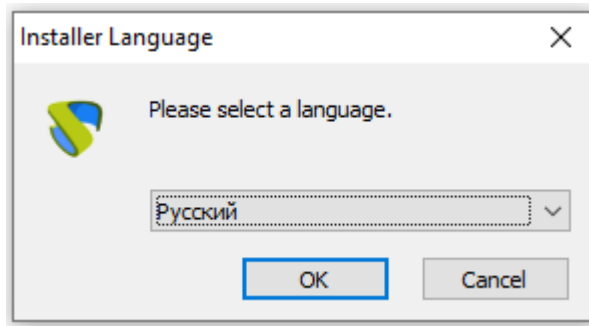 Installer Language
Please select a language.
Русский
OK
Cancel